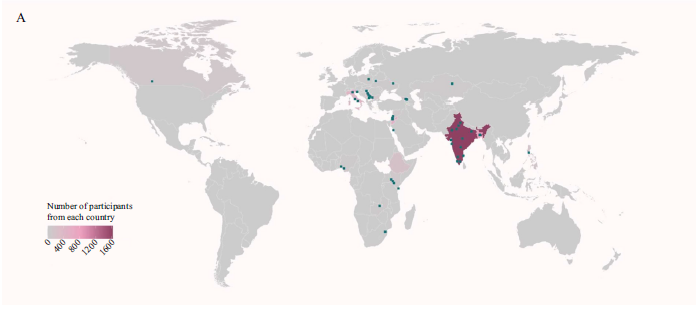 A
Number of participants
from each country
0 400 800 1200 1600